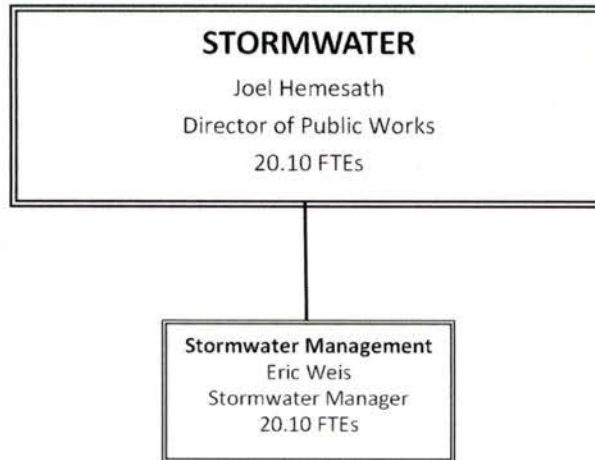 STORMWATER
Joel Hemesath
Director of Public Works
20.10 FTEs
Stormwater Management
Eric Weis
Stormwater Manager
20.10 FTEs